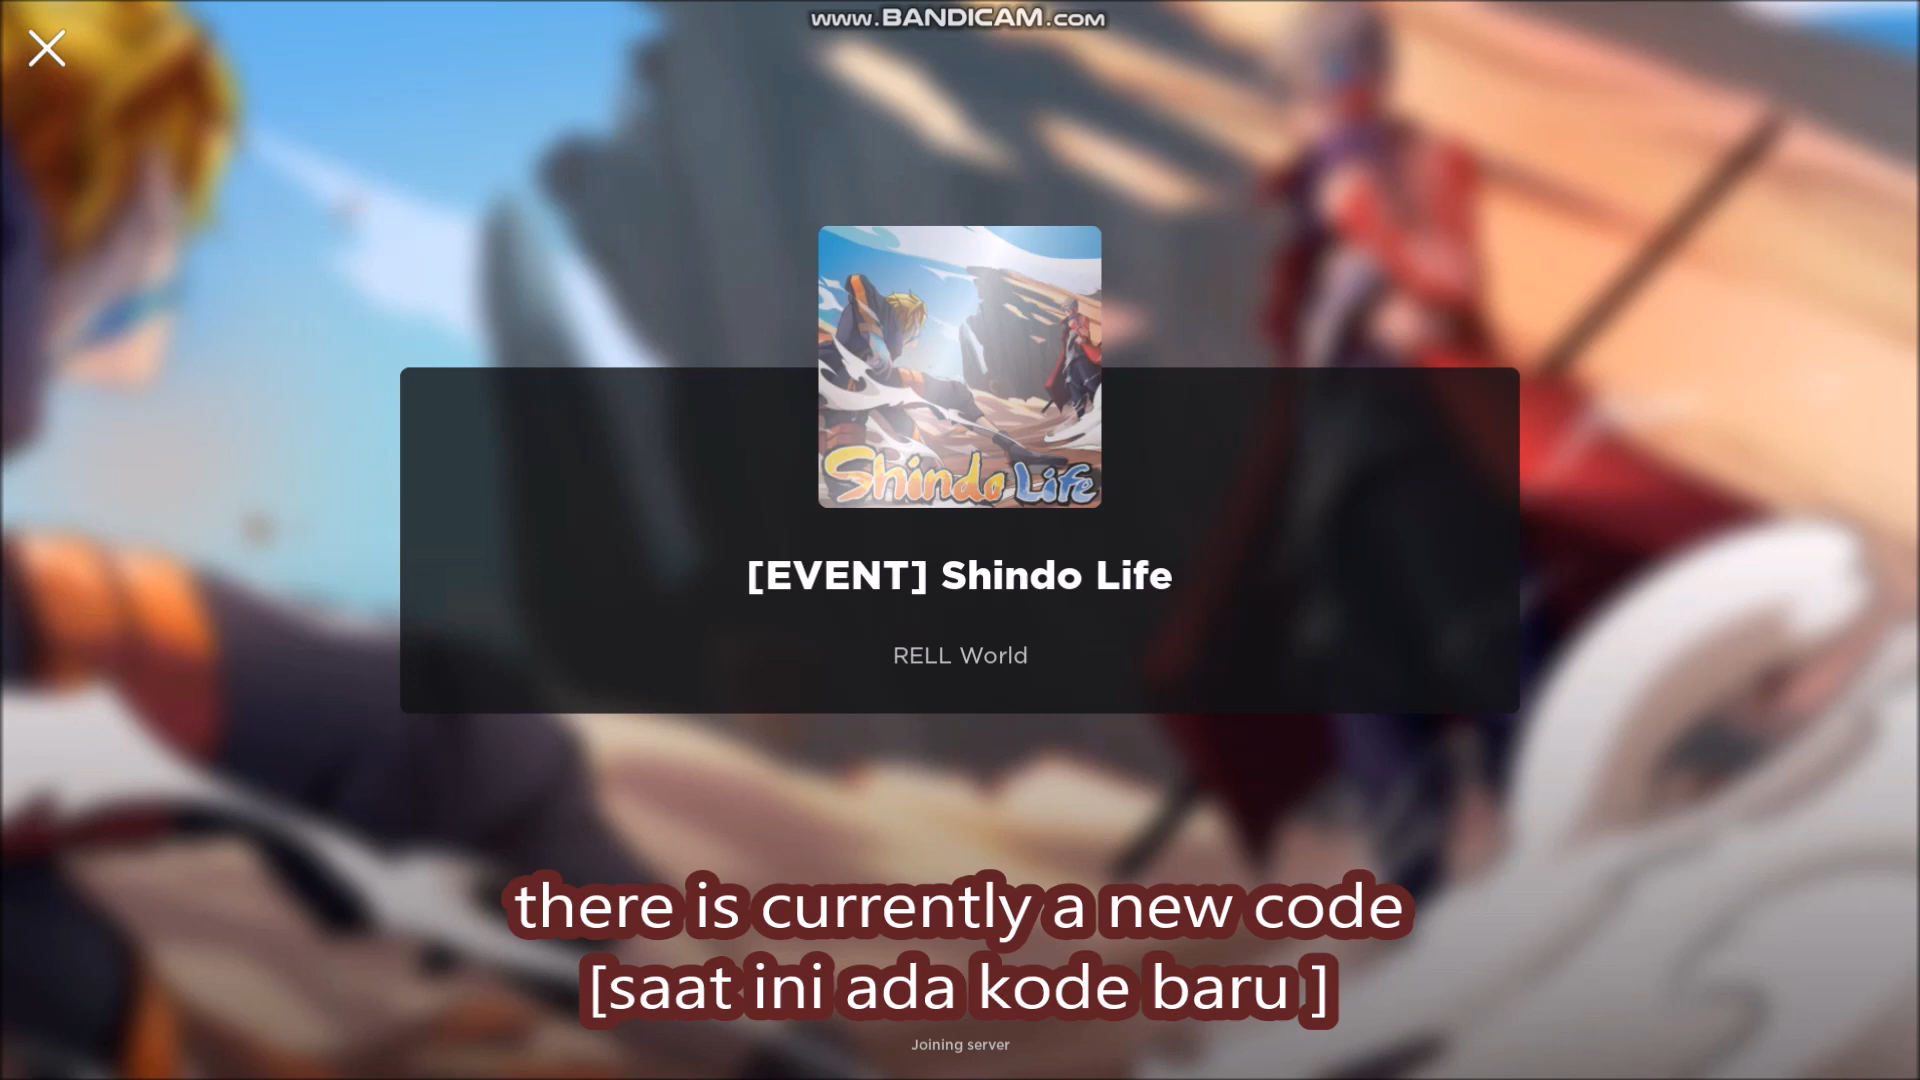 www.BANDICAM.com
Shindo Life
[EVENT] Shindo Life
RELL World
there is currently a new code
[saat ini ada kode baru ]
Joining server